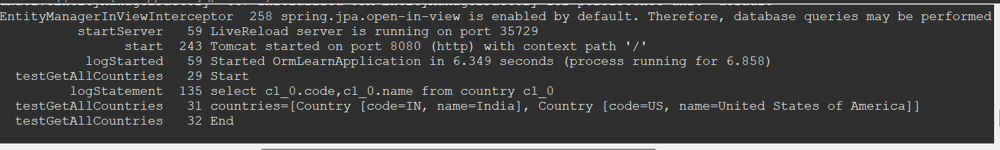 EntityManagerInViewInterceptor 258 spring.jpa.open-in-view is enabled by default. Therefore, database queries may be performed
startServer 59 LiveReload server is running on port 35729
start 243 Tomcat started on port 8080 (http) with context path '/'
logStarted 59 Started OrmLearnApplication in 6.349 seconds (process running for 6.858)
testGetAllCountries 29 Start
logStatement 135 select c1_0.code,c1_0.name from country c1_0
testGetAllCountries 31 countries=[Country [code=IN, name=India], Country [code=US, name=United States of America]]
testGetAllCountries 32 End